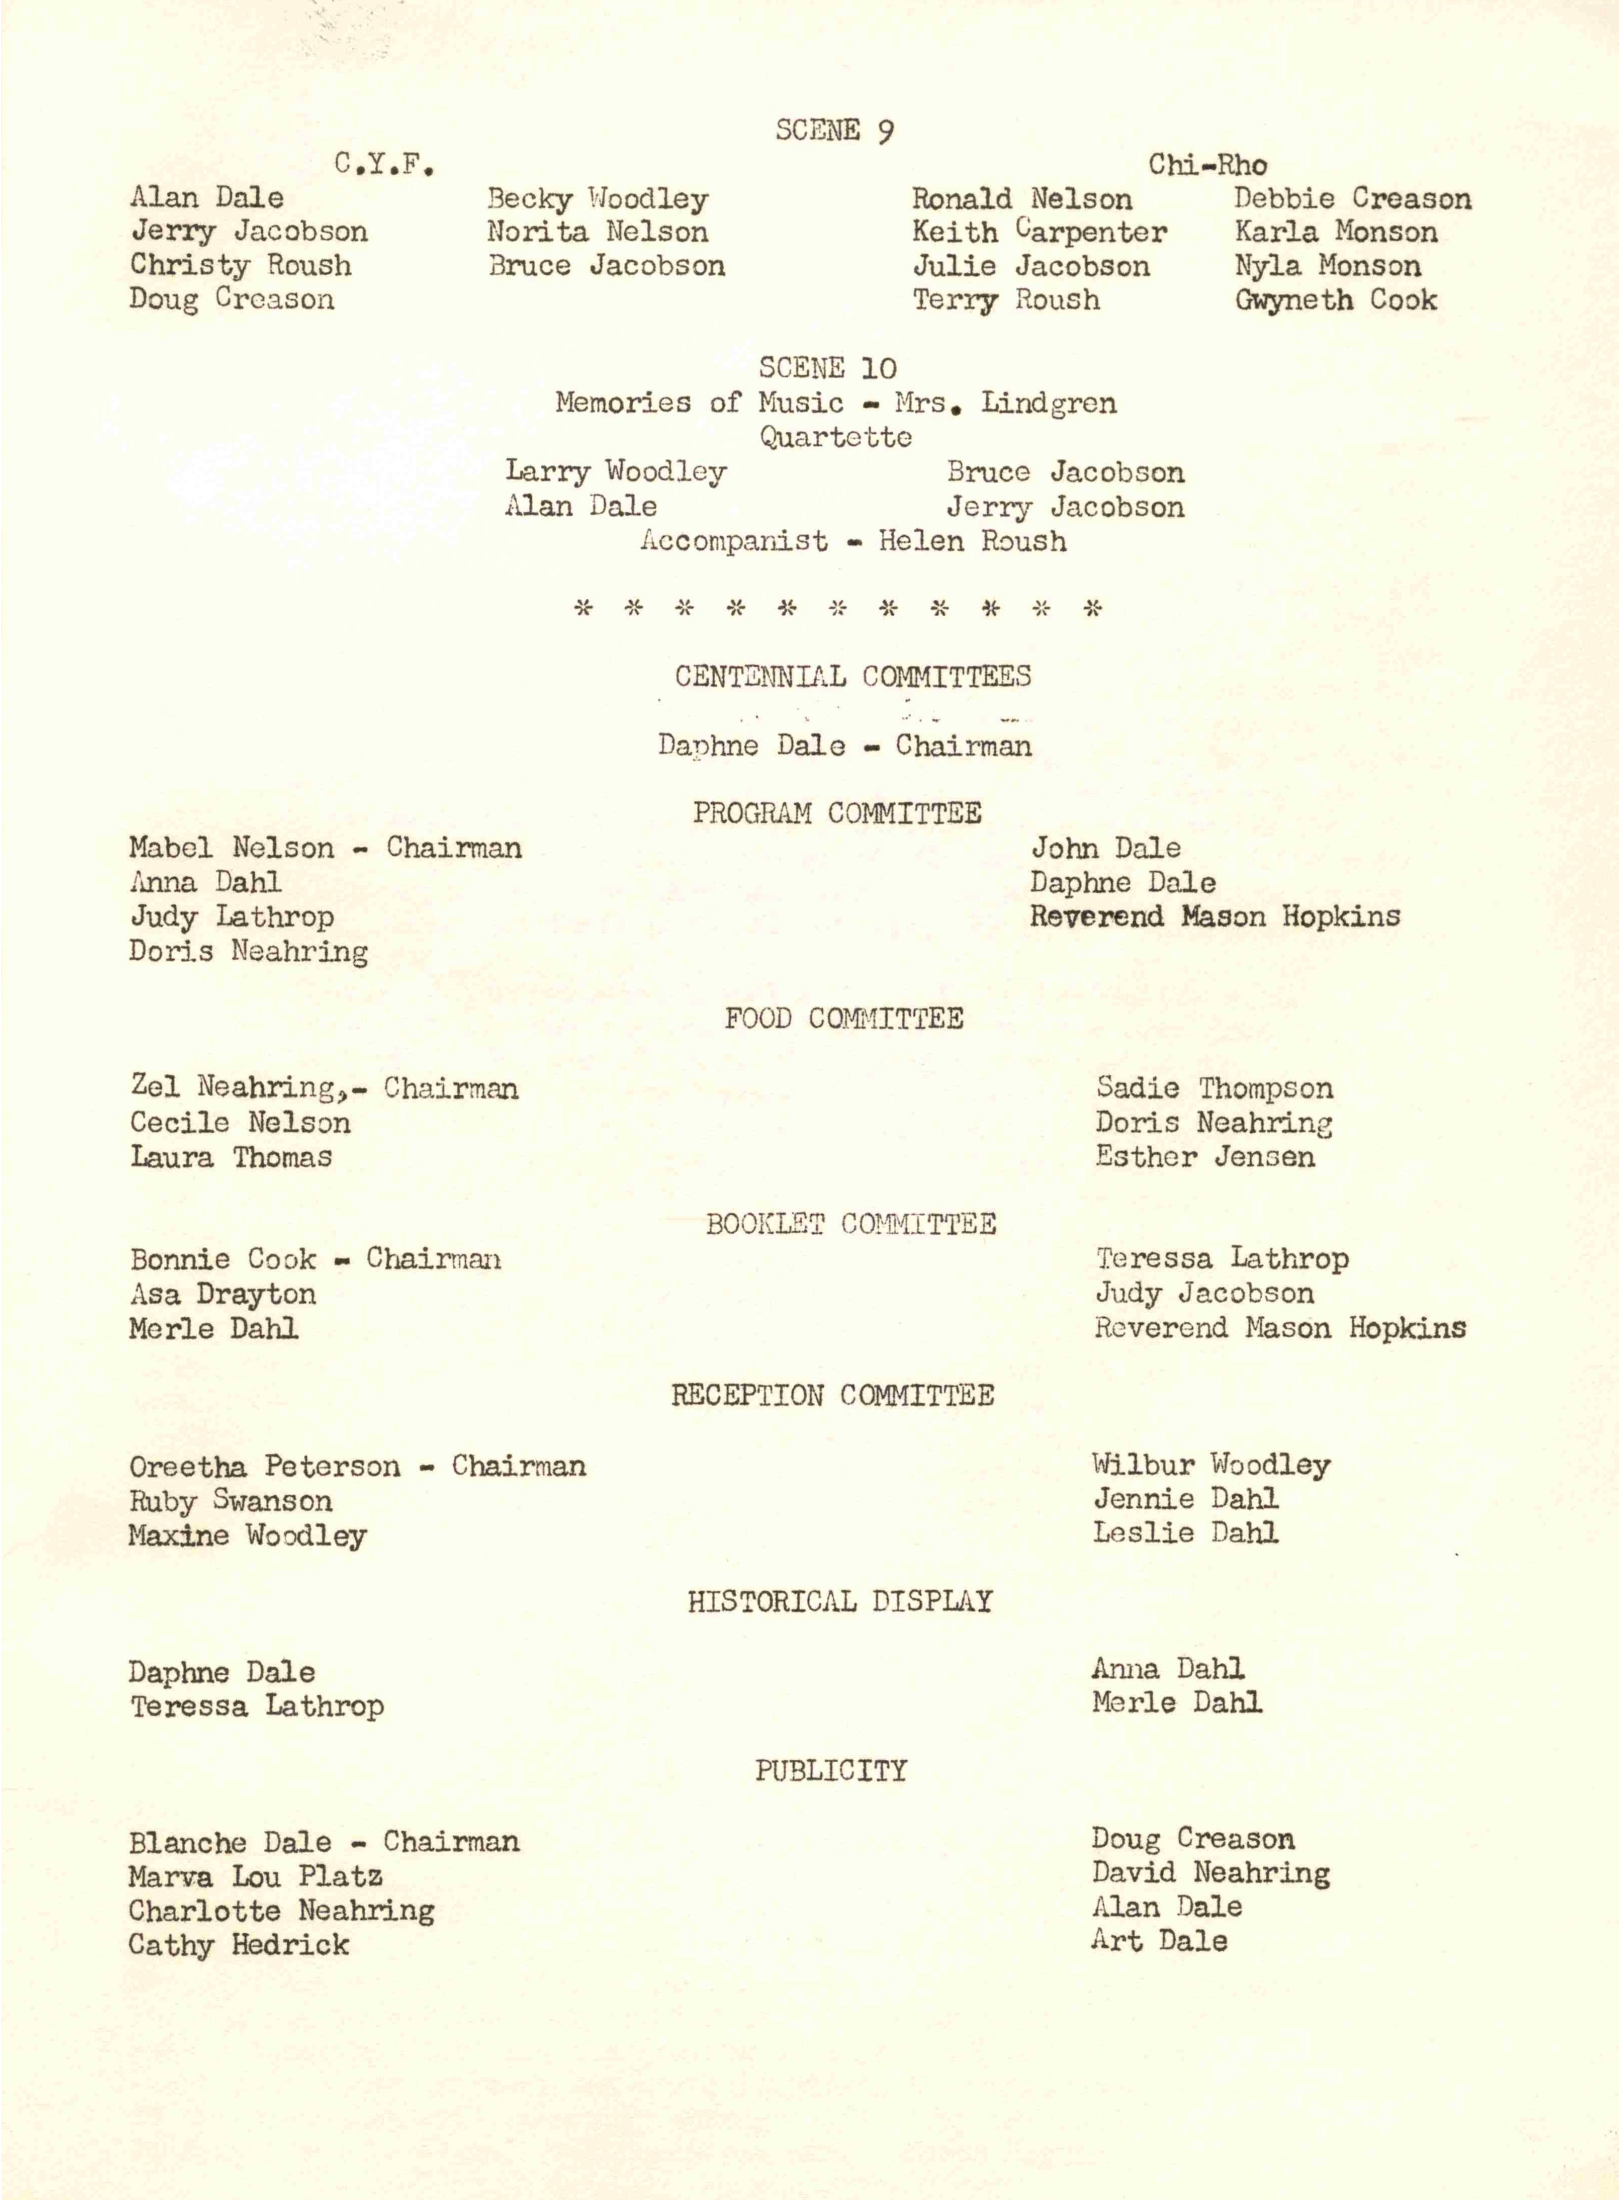 SCENE 9
C.Y.F. Chi-Rho
Alan Dale Becky Woodley Ronald Nelson Debbie Creason
Jerry Jacobson Norita Nelson Keith Carpenter Karla Monson
Christy Roush Bruce Jacobson Julie Jacobson Nyla Monson
Doug Creason Terry Roush Gwyneth Cook
SCENE 10
Memories of Music - Mrs. Lindgren
Quartette
Larry Woodley Bruce Jacobson
Alan Dale Jerry Jacobson
Accompanist - Helen Roush
* * * * * * * * * * *
CENTENNIAL COMMITTEES
Daphne Dale - Chairman
PROGRAM COMMITTEE
Mabel Nelson - Chairman John Dale
Anna Dahl Daphne Dale
Judy Lathrop Reverend Mason Hopkins
Doris Neahring
FOOD COMMITTEE
Zel Neahring,- Chairman Sadie Thompson
Cecile Nelson Doris Neahring
Laura Thomas Esther Jensen
BOOKLET COMMITTEE
Bonnie Cook - Chairman Teressa Lathrop
Asa Drayton Judy Jacobson
Merle Dahl Reverend Mason Hopkins
RECEPTION COMMITTEE
Oreetha Peterson - Chairman Wilbur Woodley
Ruby Swanson Jennie Dahl
Maxine Woodley Leslie Dahl
HISTORICAL DISPLAY
Daphne Dale Anna Dahl
Teressa Lathrop Merle Dahl
PUBLICITY
Blanche Dale - Chairman Doug Creason
Marva Lou Platz David Neahring
Charlotte Neahring Alan Dale
Cathy Hedrick Art Dale